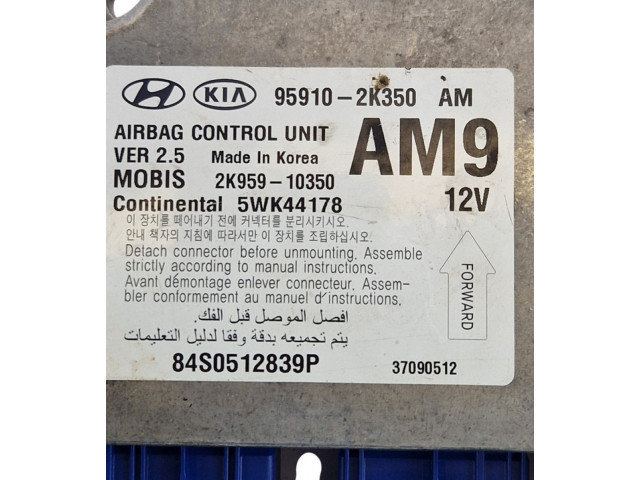 KIA 95910-2K350 AM
AIRBAG CONTROL UNIT
AM9
VER 2.5 Made In Korea
MOBIS 2K959-10350
Continental 5WK44178
12V
이 장치를 떼어내기 전에 커넥터를 분리시키시오.
안내 책자의 지침에 따라서만 이 장치를 조립하십시오.
Detach connector before unmounting. Assemble
strictly according to manual instructions.
Avant démontage enlever connecteur. Assem-
bler conformement au manuel d'instructions.
افصل الموصل قبل الفك.
يتم تجميعه بدقة وفقا لدليل التعليمات
FORWARD
84S0512839P
37090512